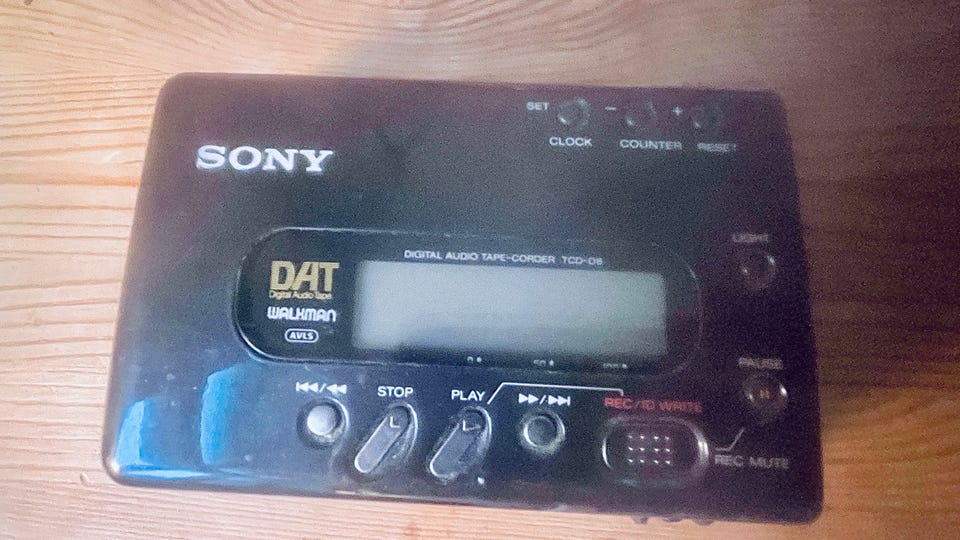 SET − +
CLOCK COUNTER RESET
SONY
LIGHT
DIGITAL AUDIO TAPE-CORDER TCD-D8
DAT
Digital Audio Tape
WALKMAN
AVLS
PAUSE
STOP PLAY
REC/ID WRITE
REC MUTE